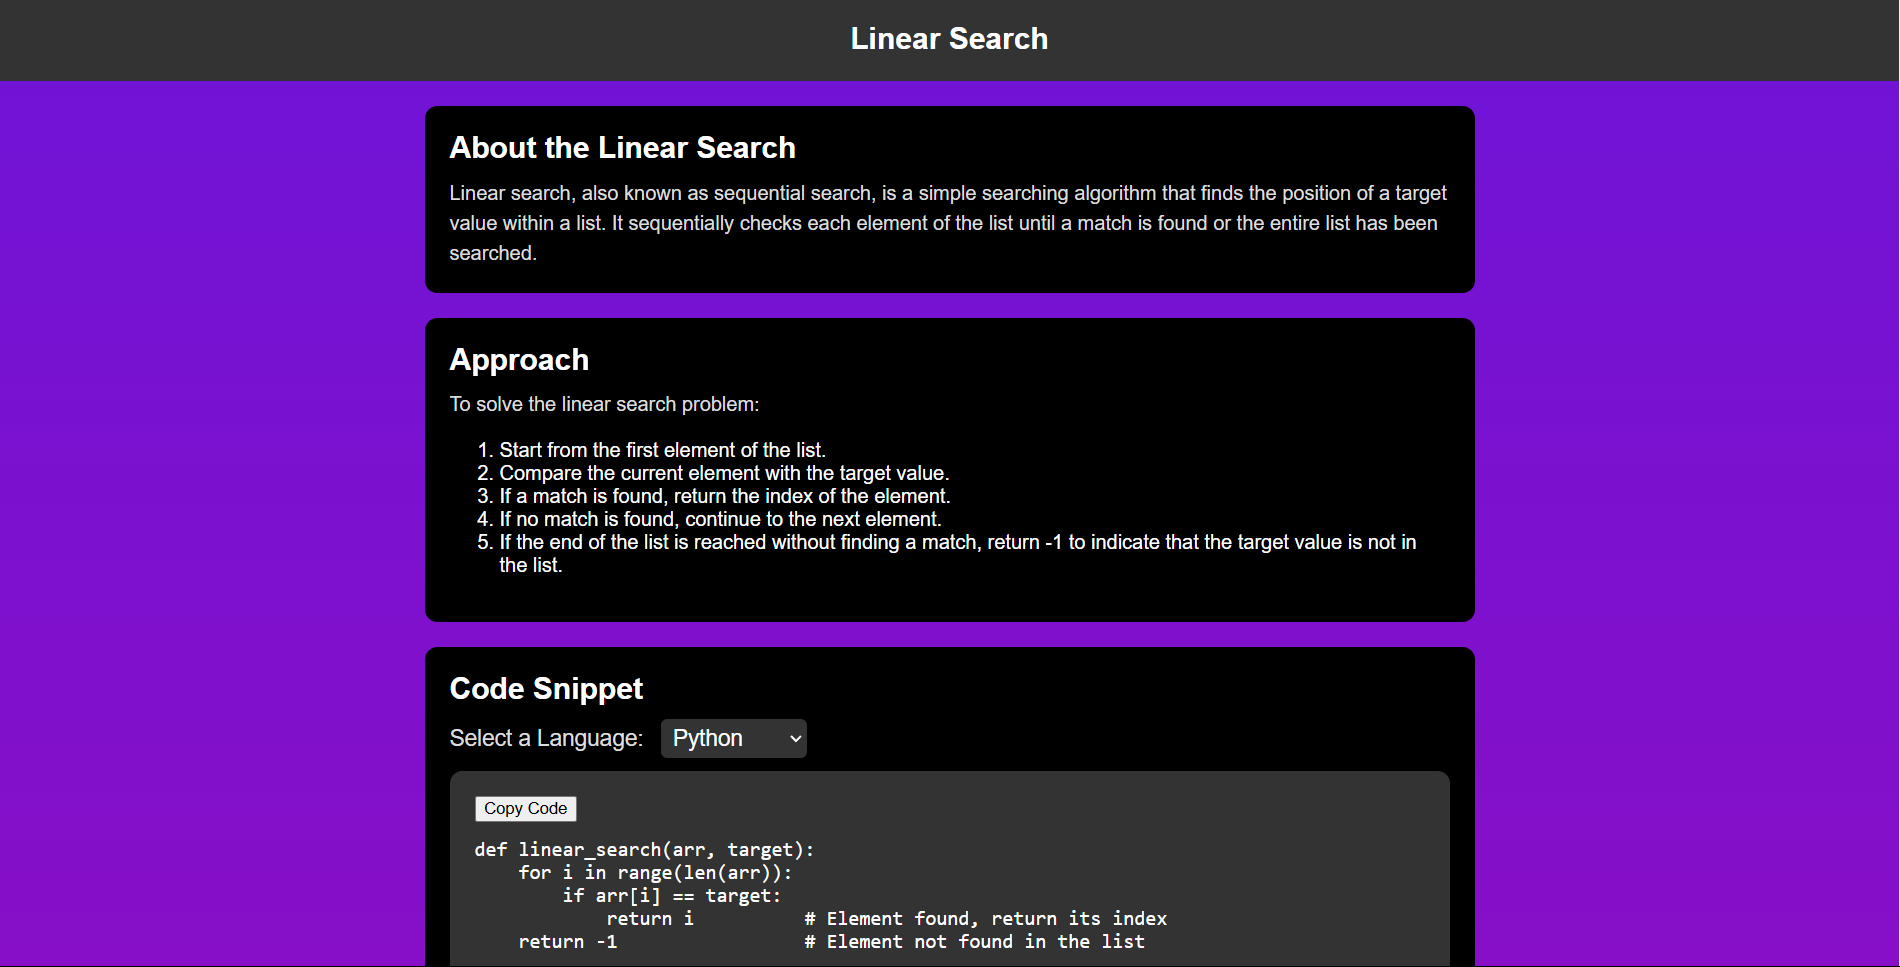 Linear Search
About the Linear Search
Linear search, also known as sequential search, is a simple searching algorithm that finds the position of a target
value within a list. It sequentially checks each element of the list until a match is found or the entire list has been
searched.
Approach
To solve the linear search problem:
1. Start from the first element of the list.
2. Compare the current element with the target value.
3. If a match is found, return the index of the element.
4. If no match is found, continue to the next element.
5. If the end of the list is reached without finding a match, return -1 to indicate that the target value is not in
the list.
Code Snippet
Select a Language: Python
Copy Code
def linear_search(arr, target):
    for i in range(len(arr)):
        if arr[i] == target:
            return i          # Element found, return its index
    return -1                 # Element not found in the list